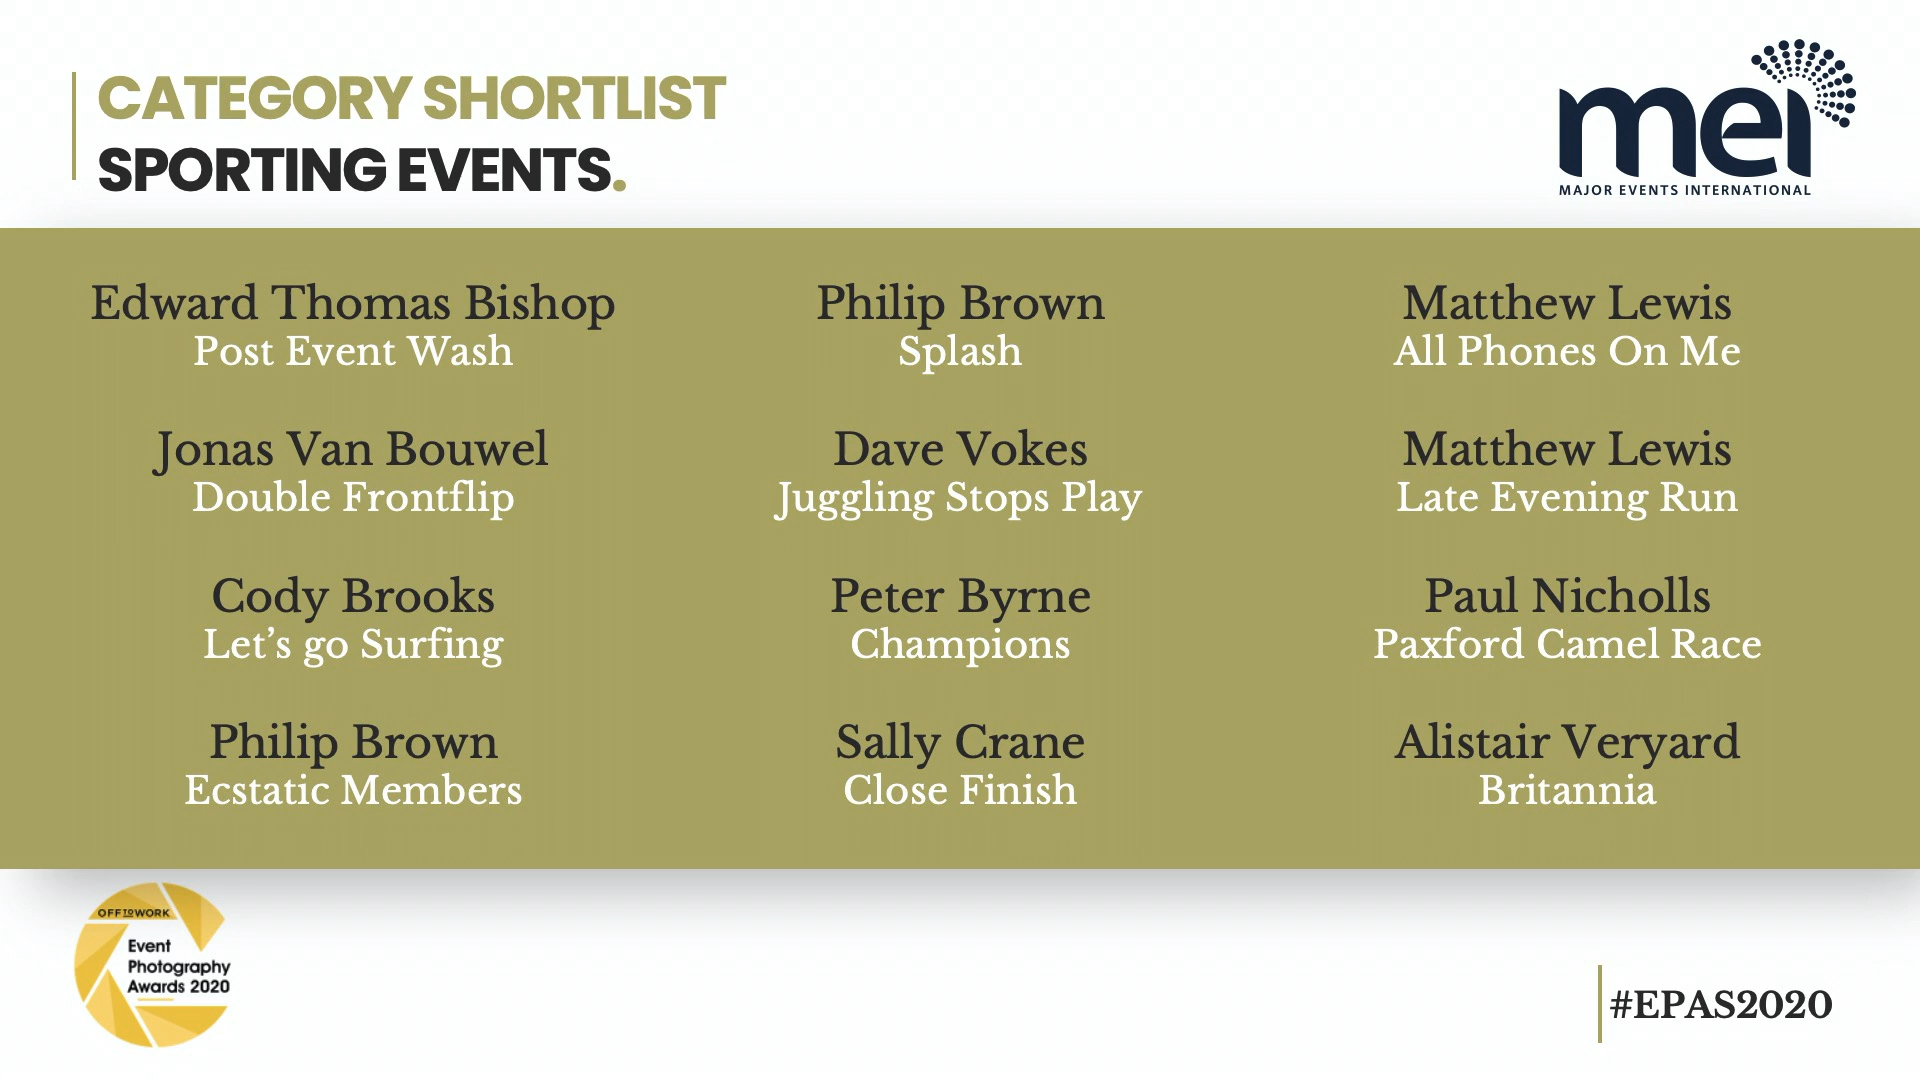 CATEGORY SHORTLIST
SPORTING EVENTS.
mei
MAJOR EVENTS INTERNATIONAL
Edward Thomas Bishop
Post Event Wash
Jonas Van Bouwel
Double Frontflip
Cody Brooks
Let’s go Surfing
Philip Brown
Ecstatic Members
Philip Brown
Splash
Dave Vokes
Juggling Stops Play
Peter Byrne
Champions
Sally Crane
Close Finish
Matthew Lewis
All Phones On Me
Matthew Lewis
Late Evening Run
Paul Nicholls
Paxford Camel Race
Alistair Veryard
Britannia
OFF TO WORK
Event
Photography
Awards 2020
#EPAS2020